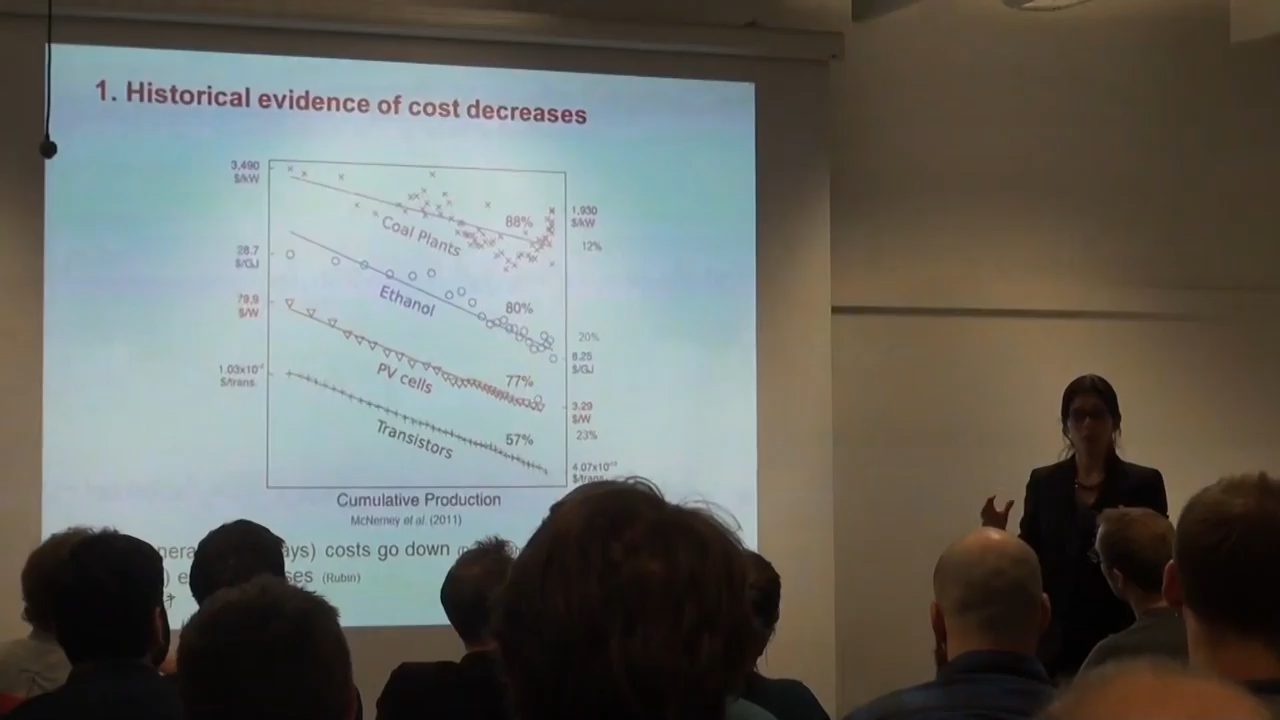 1. Historical evidence of cost decreases
3,490
$/kW
1,930
$/kW
88%
Coal Plants
12%
28.7
$/GJ
Ethanol
80%
20%
8.25
$/GJ
79,9
$/W
PV cells
77%
3,29
$/W
23%
1.03x10
$/trans.
Transistors
57%
4.07x10
$/trans.
Cumulative Production
McNerney et al. (2011)
costs go down
(Rubin)